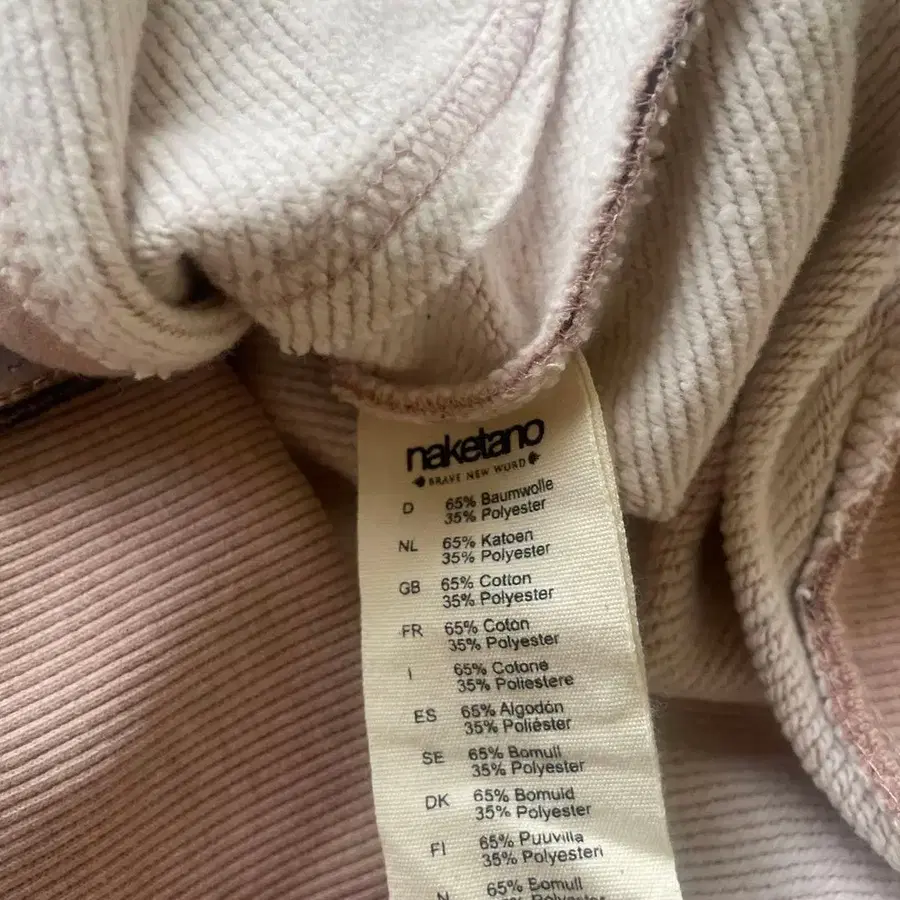 naketano
BRAVE NEW WORD
D 65% Baumwolle
35% Polyester
NL 65% Katoen
35% Polyester
GB 65% Cotton
35% Polyester
FR 65% Coton
35% Polyester
I 65% Cotone
35% Poliestere
ES 65% Algodón
35% Poliéster
SE 65% Bomull
35% Polyester
DK 65% Bomuld
35% Polyester
FI 65% Puuvilla
35% Polyesteri
N 65% Bomull
Polyester